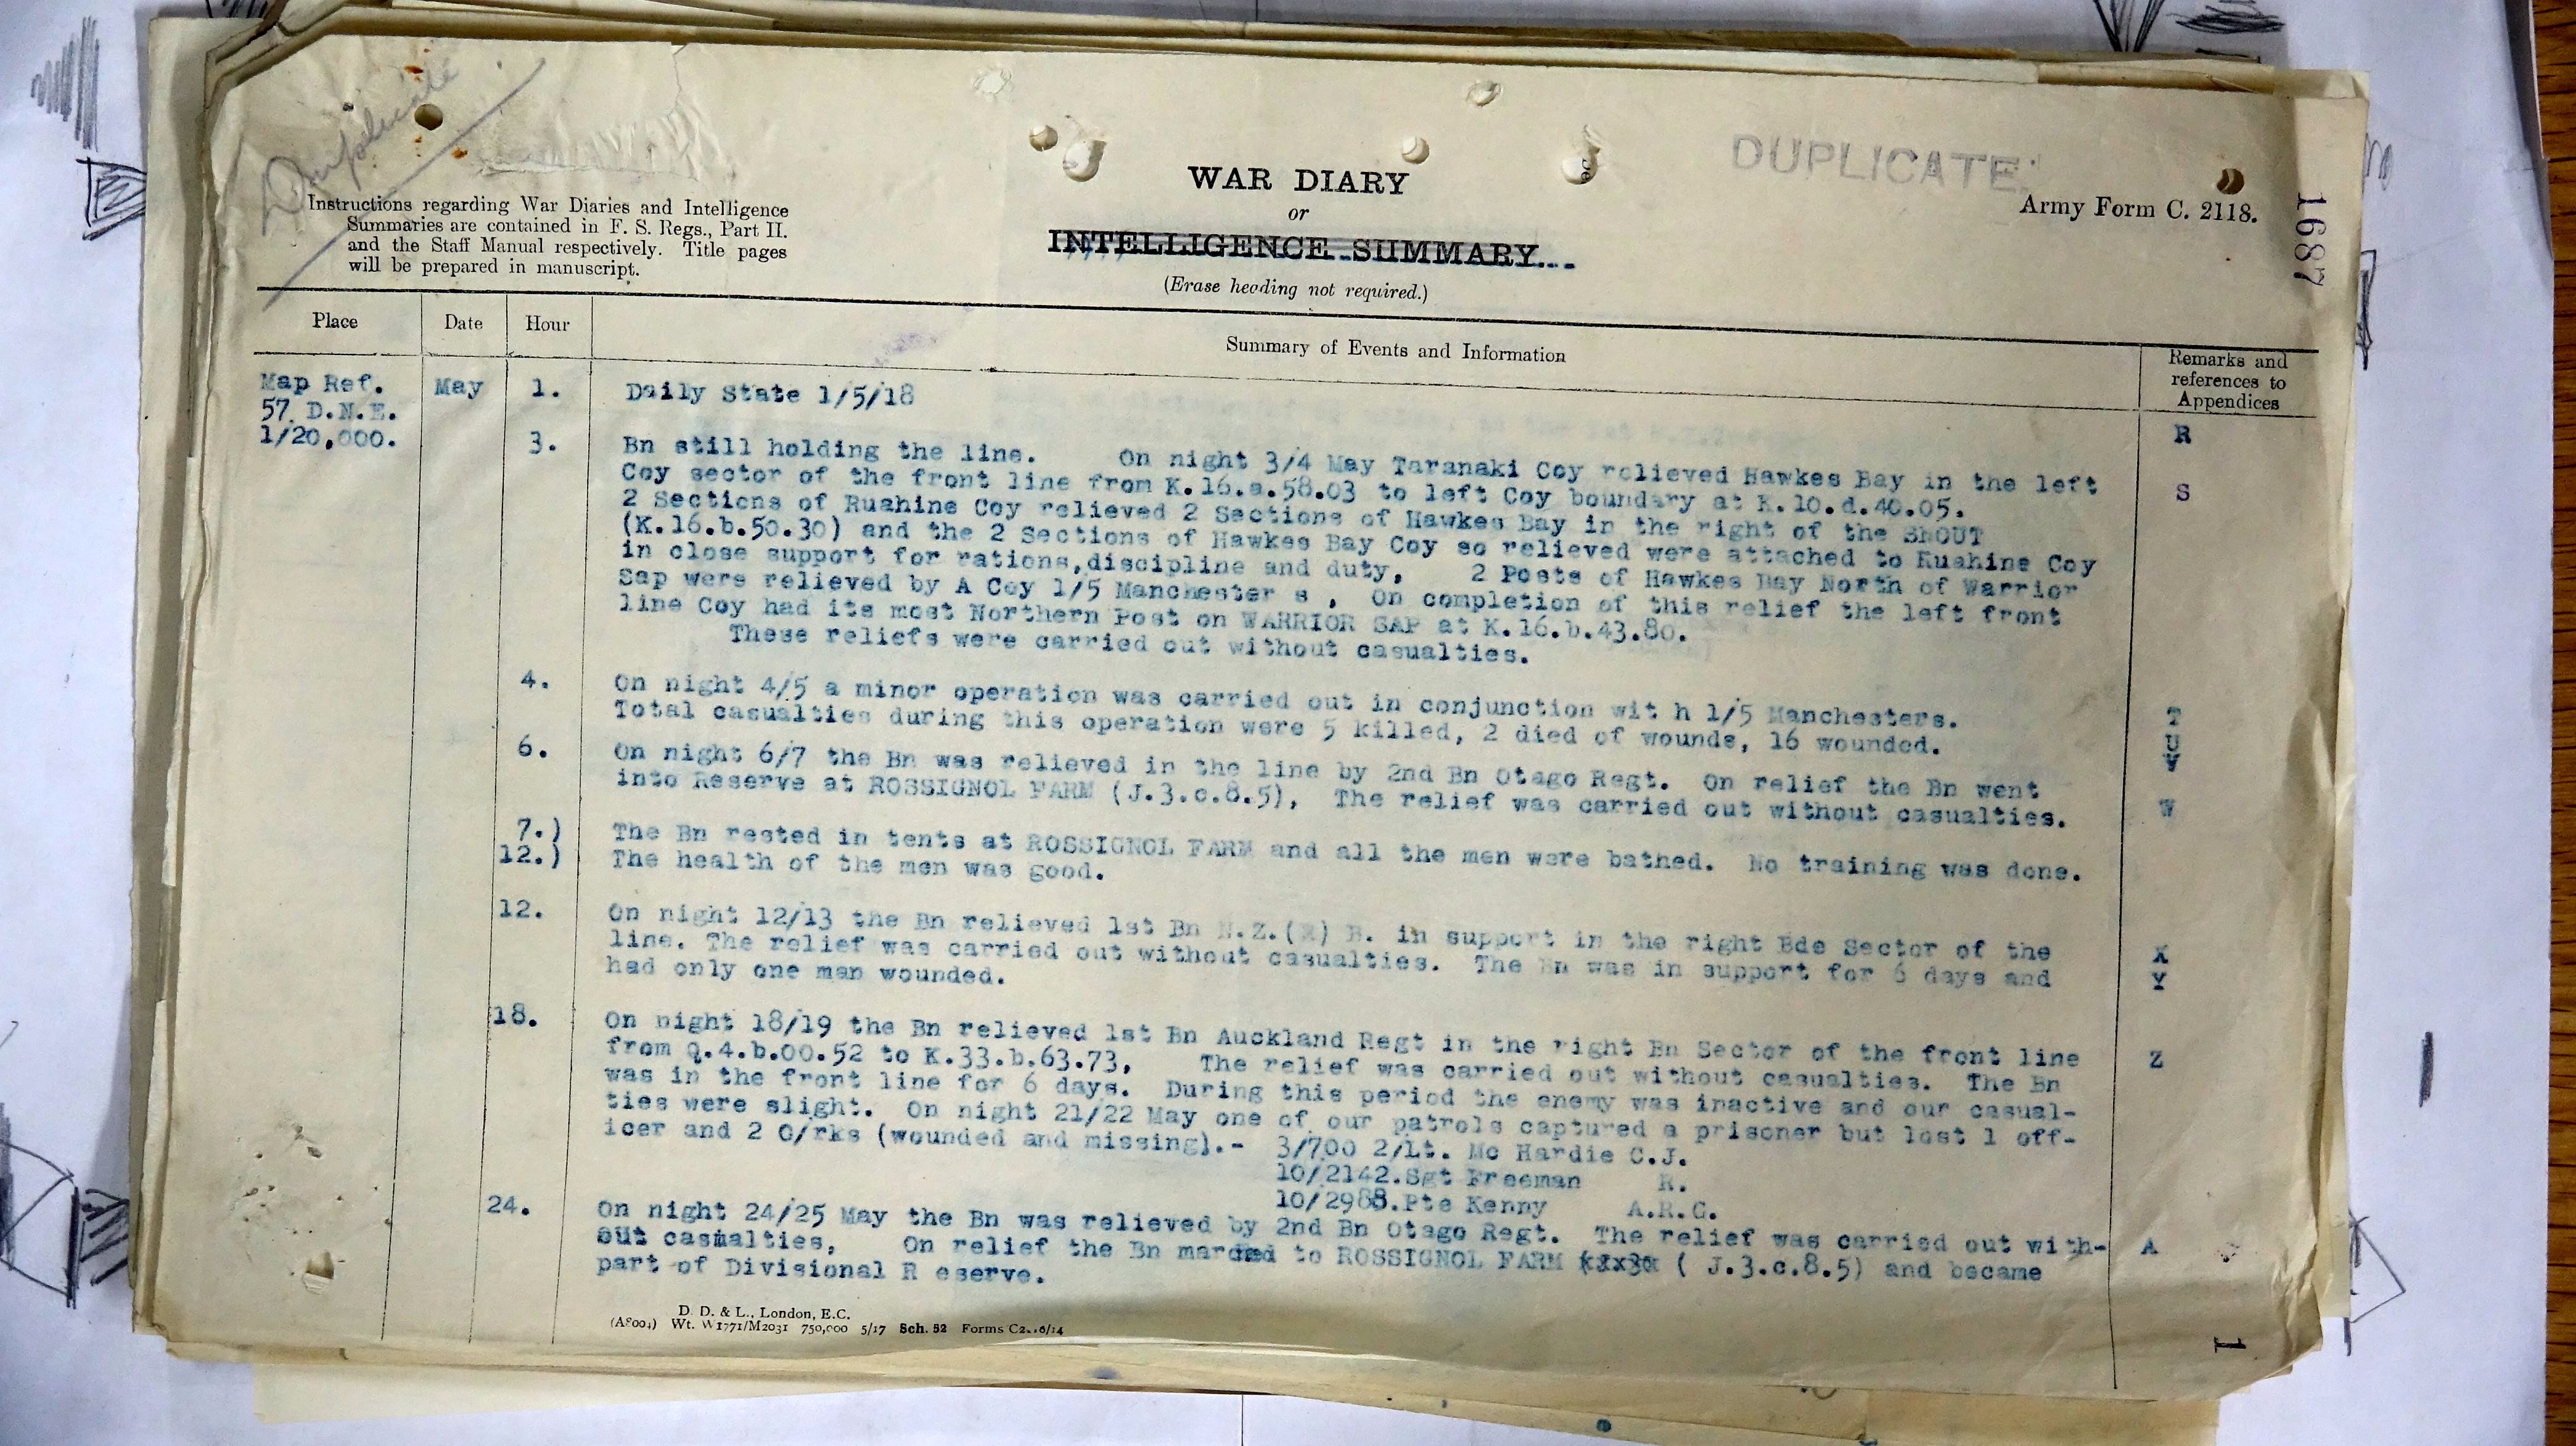 Duplicate
DUPLICATE.
WAR DIARY
or
INTELLIGENCE SUMMARY.
(Erase heading not required.)
Instructions regarding War Diaries and Intelligence
Summaries are contained in F. S. Regs., Part II.
and the Staff Manual respectively. Title pages
will be prepared in manuscript.
Army Form C. 2118.
1687
Place Date Hour Summary of Events and Information Remarks and
references to
Appendices
Map Ref. May 1. Daily State 1/5/18
57 D.N.E.
1/20,000.
R
3. Bn still holding the line. On night 3/4 May Taranaki Coy relieved Hawkes Bay in the left
Coy sector of the front line from K.16.a.58.03 to left Coy boundary at K.10.d.40.05. S
2 Sections of Ruahine Coy relieved 2 Sections of Hawkes Bay in the right of the SNOUT
(K.16.b.50.30) and the 2 Sections of Hawkes Bay Coy so relieved were attached to Ruahine Coy
in close support for rations,discipline and duty, 2 Posts of Hawkes Bay North of Warrior
Sap were relieved by A Coy 1/5 Manchester s , On completion of this relief the left front
line Coy had its most Northern Post on WARRIOR SAP at K.16.b.43.80.
These reliefs were carried out without casualties.
4. On night 4/5 a minor operation was carried out in conjunction wit h 1/5 Manchesters. T
Total casualties during this operation were 5 killed, 2 died of wounds, 16 wounded. U
V
6. On night 6/7 the Bn was relieved in the line by 2nd Bn Otago Regt. On relief the Bn went
into Reserve at ROSSIGNOL FARM (J.3.c.8.5), The relief was carried out without casualties. W
7.) The Bn rested in tents at ROSSIGNOL FARM and all the men were bathed. No training was done.
12.) The health of the men was good.
12. On night 12/13 the Bn relieved 1st Bn N.Z.(R) B. in support in the right Bde Sector of the
line. The relief was carried out without casualties. The Bn was in support for 6 days and X
had only one man wounded. Y
18. On night 18/19 the Bn relieved 1st Bn Auckland Regt in the right Bn Sector of the front line
from Q.4.b.00.52 to K.33.b.63.73, The relief was carried out without casualties. The Bn Z
was in the front line for 6 days. During this period the enemy was inactive and our casual-
ties were slight. On night 21/22 May one of our patrols captured a prisoner but lost 1 off-
icer and 2 O/rks (wounded and missing).- 3/700 2/Lt. Mc Hardie C.J.
10/2142.Sgt Freeman R.
10/2988.Pte Kenny A.R.G.
24. On night 24/25 May the Bn was relieved by 2nd Bn Otago Regt. The relief was carried out with-
out casualties, On relief the Bn marched to ROSSIGNOL FARM ( J.3.c.8.5) and became A
part of Divisional R eserve.
D. D. & L., London, E.C.
(A8004) Wt. W1771/M2031 750,000 5/17 Sch. 52 Forms
1